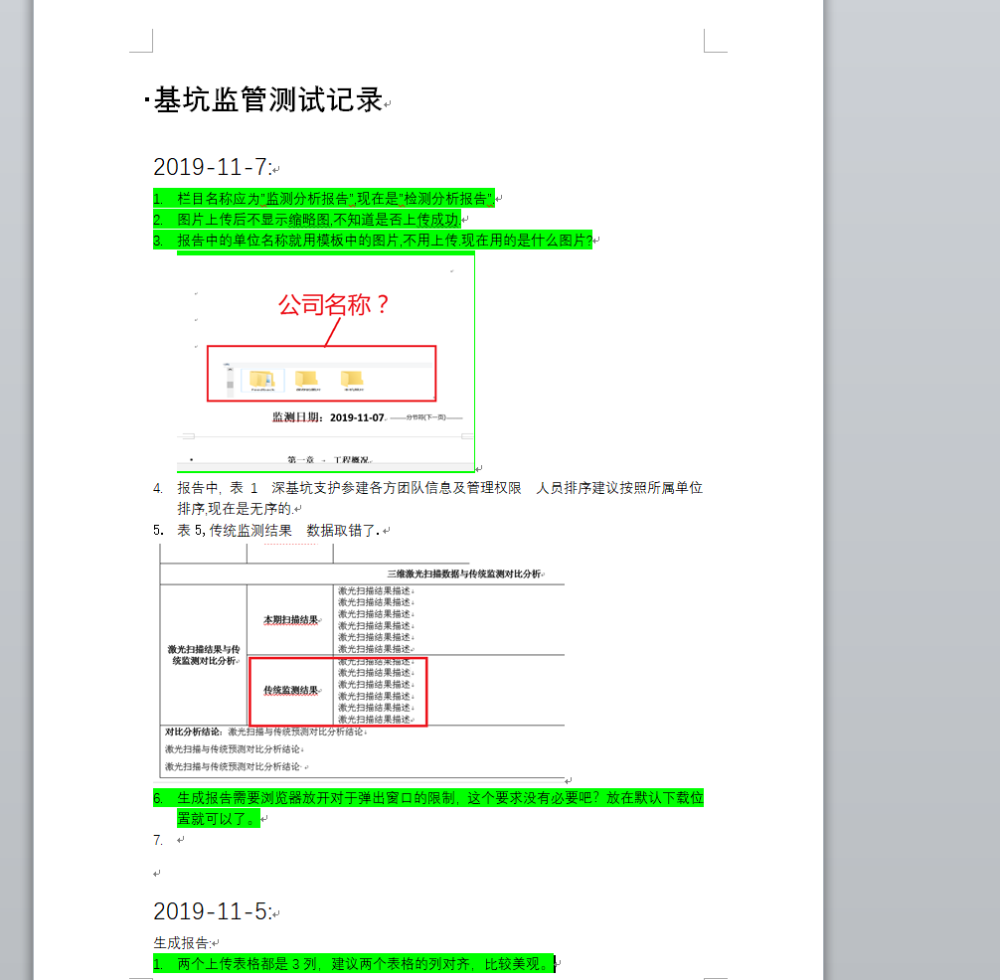 基坑监管测试记录
2019-11-7:
1. 栏目名称应为"监测分析报告",现在是"检测分析报告".
2. 图片上传后不显示缩略图,不知道是否上传成功.
3. 报告中的单位名称就用模板中的图片,不用上传,现在用的是什么图片?
公司名称？
监测日期：2019-11-07
分节符(下一页)
第一章 → 工程概况
4. 报告中, 表 1 深基坑支护参建各方团队信息及管理权限 人员排序建议按照所属单位
排序,现在是无序的.
5. 表 5,传统监测结果 数据取错了.
三维激光扫描数据与传统监测对比分析
激光扫描结果与传
统监测对比分析
本期扫描结果
激光扫描结果描述
激光扫描结果描述
激光扫描结果描述
激光扫描结果描述
激光扫描结果描述
激光扫描结果描述
传统监测结果
激光扫描结果描述
激光扫描结果描述
激光扫描结果描述
激光扫描结果描述
激光扫描结果描述
激光扫描结果描述
对比分析结论：激光扫描与传统预测对比分析结论
激光扫描与传统预测对比分析结论
激光扫描与传统预测对比分析结论
6. 生成报告需要浏览器放开对于弹出窗口的限制，这个要求没有必要吧？放在默认下载位
置就可以了。
7.
2019-11-5:
生成报告:
1. 两个上传表格都是 3 列，建议两个表格的列对齐，比较美观。